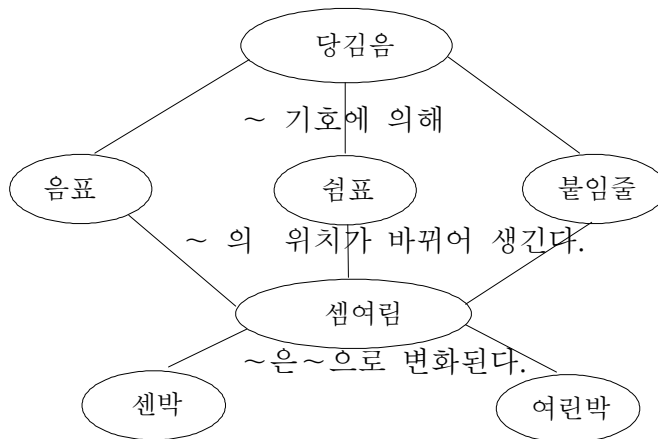 당김음
~ 기호에 의해
음표 쉼표 붙임줄
~ 의 위치가 바뀌어 생긴다.
셈여림
~은~으로 변화된다.
센박 여린박